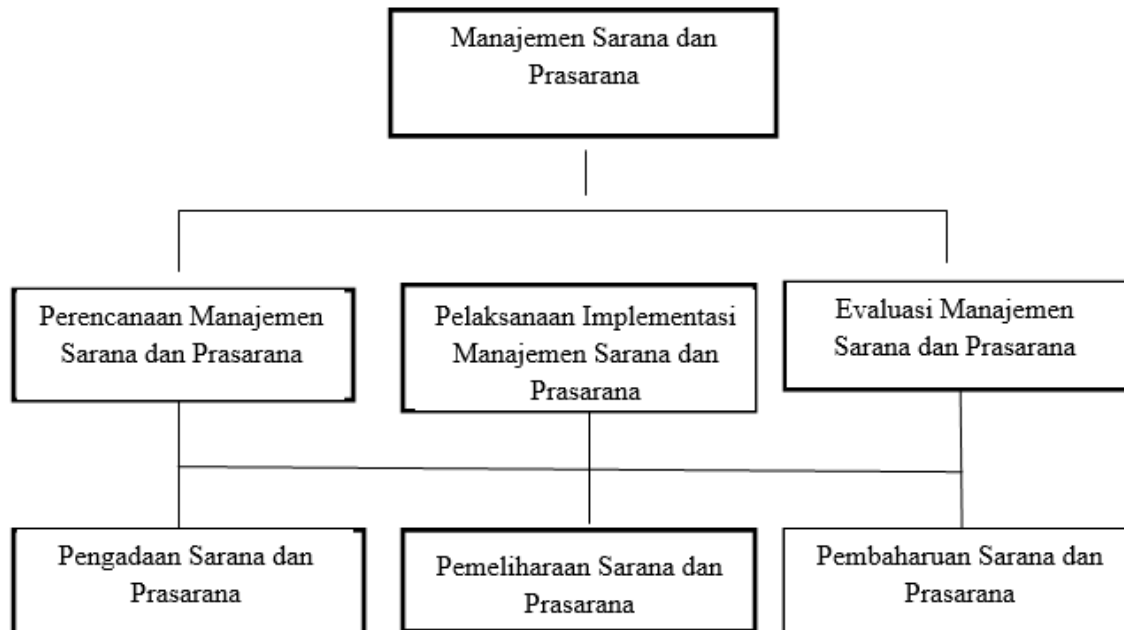 Manajemen Sarana dan
Prasarana
Perencanaan Manajemen
Sarana dan Prasarana
Pelaksanaan Implementasi
Manajemen Sarana dan
Prasarana
Evaluasi Manajemen
Sarana dan Prasarana
Pengadaan Sarana dan
Prasarana
Pemeliharaan Sarana dan
Prasarana
Pembaharuan Sarana dan
Prasarana